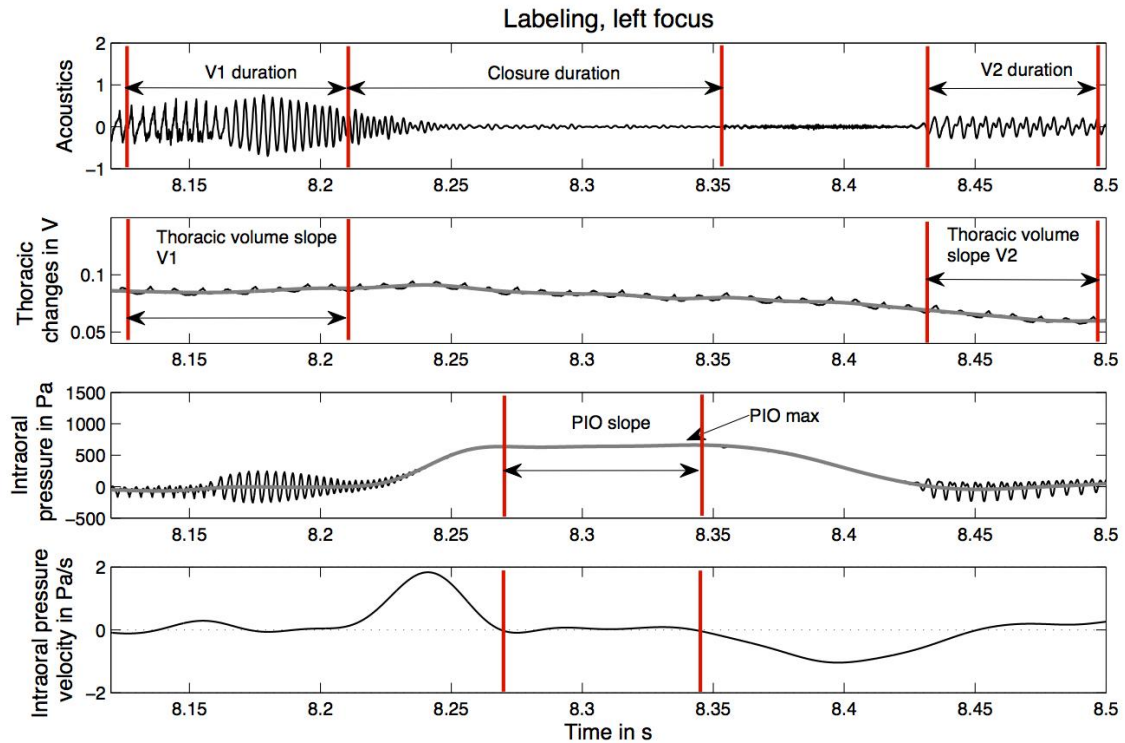 Labeling, left focus
Acoustics
2
1
0
−1
V1 duration
Closure duration
V2 duration
8.15
8.2
8.25
8.3
8.35
8.4
8.45
8.5
Thoracic
changes in V
0.1
0.05
Thoracic volume slope
V1
Thoracic volume
slope V2
8.15
8.2
8.25
8.3
8.35
8.4
8.45
8.5
Intraoral
pressure in Pa
1500
1000
500
0
−500
PIO slope
PIO max
8.15
8.2
8.25
8.3
8.35
8.4
8.45
8.5
Intraoral pressure
velocity in Pa/s
2
0
−2
8.15
8.2
8.25
8.3
8.35
8.4
8.45
8.5
Time in s